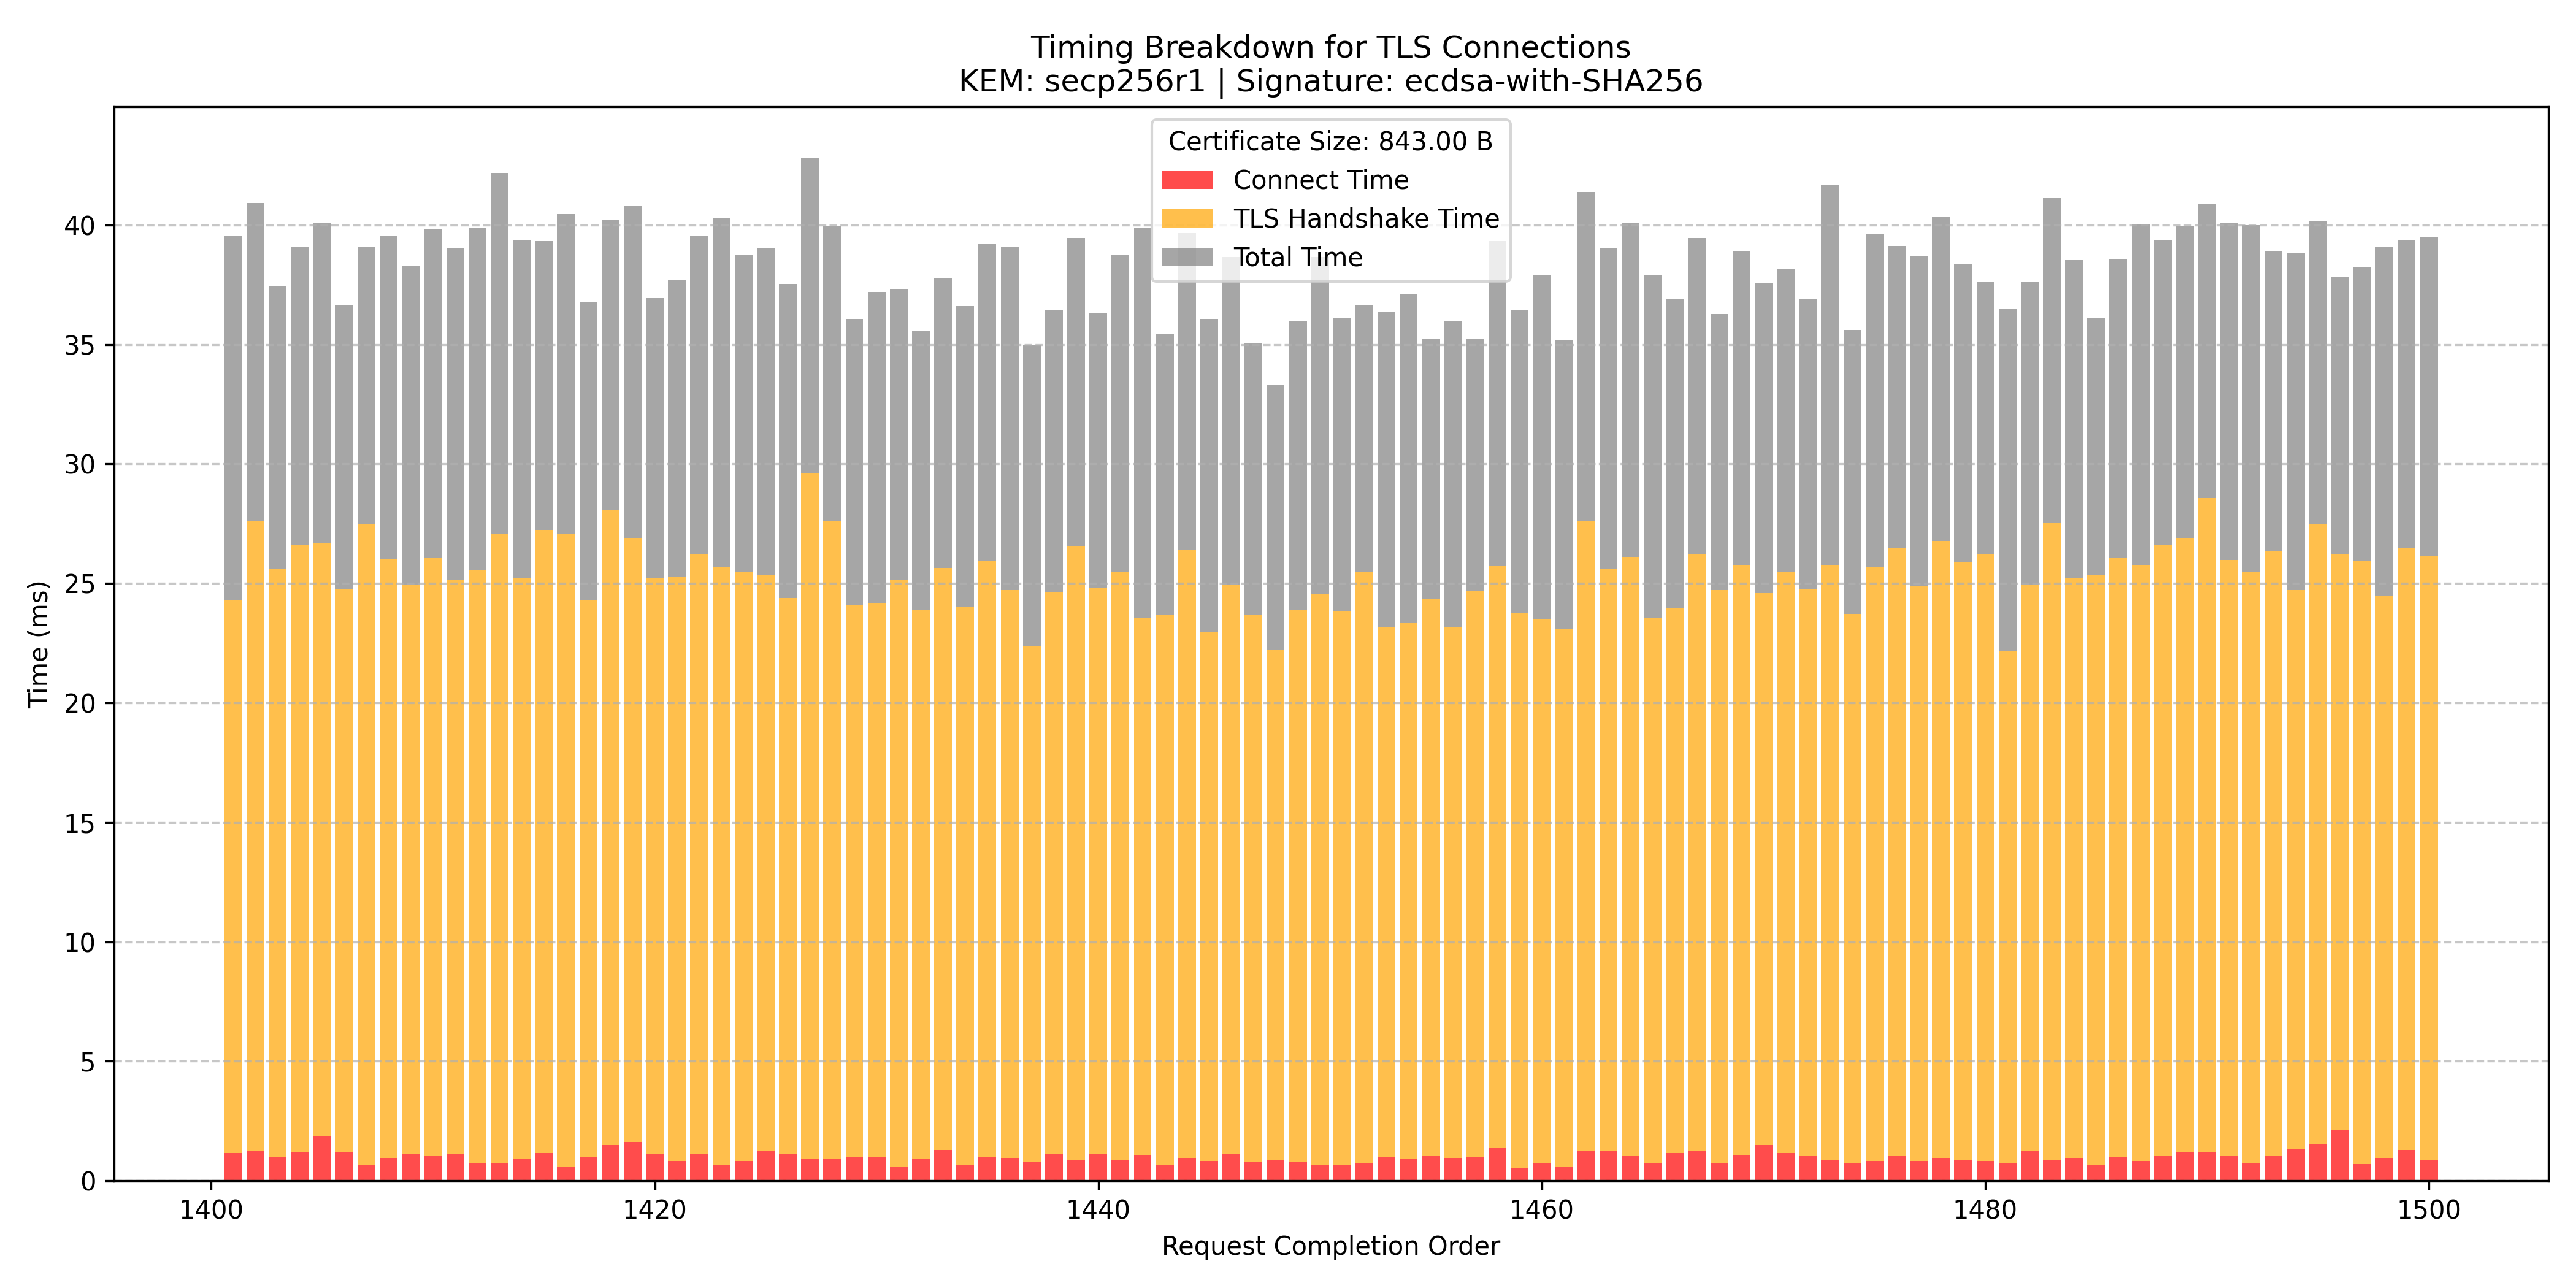 Timing Breakdown for TLS Connections
KEM: secp256r1 | Signature: ecdsa-with-SHA256
Certificate Size: 843.00 B
Connect Time
TLS Handshake Time
Total Time
Time (ms)
40
35
30
25
20
15
10
5
0
1400
1420
1440
1460
1480
1500
Request Completion Order